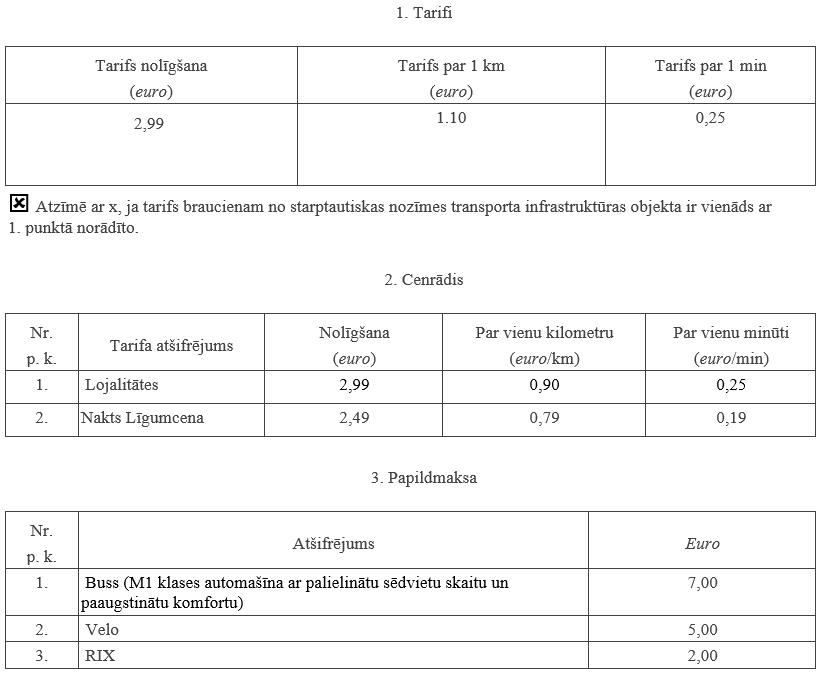 1. Tarifi
Tarifs nolīgšana
(euro)
Tarifs par 1 km
(euro)
Tarifs par 1 min
(euro)
2,99
1.10
0,25
Atzīmē ar x, ja tarifs braucienam no starptautiskas nozīmes transporta infrastruktūras objekta ir vienāds ar
1. punktā norādīto.
2. Cenrādis
Nr.
p. k.
Tarifa atšifrējums
Nolīgšana
(euro)
Par vienu kilometru
(euro/km)
Par vienu minūti
(euro/min)
1.
Lojalitātes
2,99
0,90
0,25
2.
Nakts Līgumcena
2,49
0,79
0,19
3. Papildmaksa
Nr.
p. k.
Atšifrējums
Euro
1.
Buss (M1 klases automašīna ar palielinātu sēdvietu skaitu un
paaugstinātu komfortu)
7,00
2.
Velo
5,00
3.
RIX
2,00